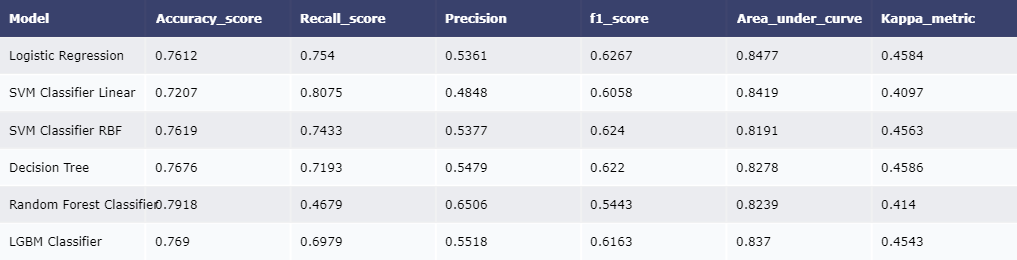 Model Accuracy_score Recall_score Precision f1_score Area_under_curve Kappa_metric
Logistic Regression 0.7612 0.754 0.5361 0.6267 0.8477 0.4584
SVM Classifier Linear 0.7207 0.8075 0.4848 0.6058 0.8419 0.4097
SVM Classifier RBF 0.7619 0.7433 0.5377 0.624 0.8191 0.4563
Decision Tree 0.7676 0.7193 0.5479 0.622 0.8278 0.4586
Random Forest Classifier 0.7918 0.4679 0.6506 0.5443 0.8239 0.414
LGBM Classifier 0.769 0.6979 0.5518 0.6163 0.837 0.4543